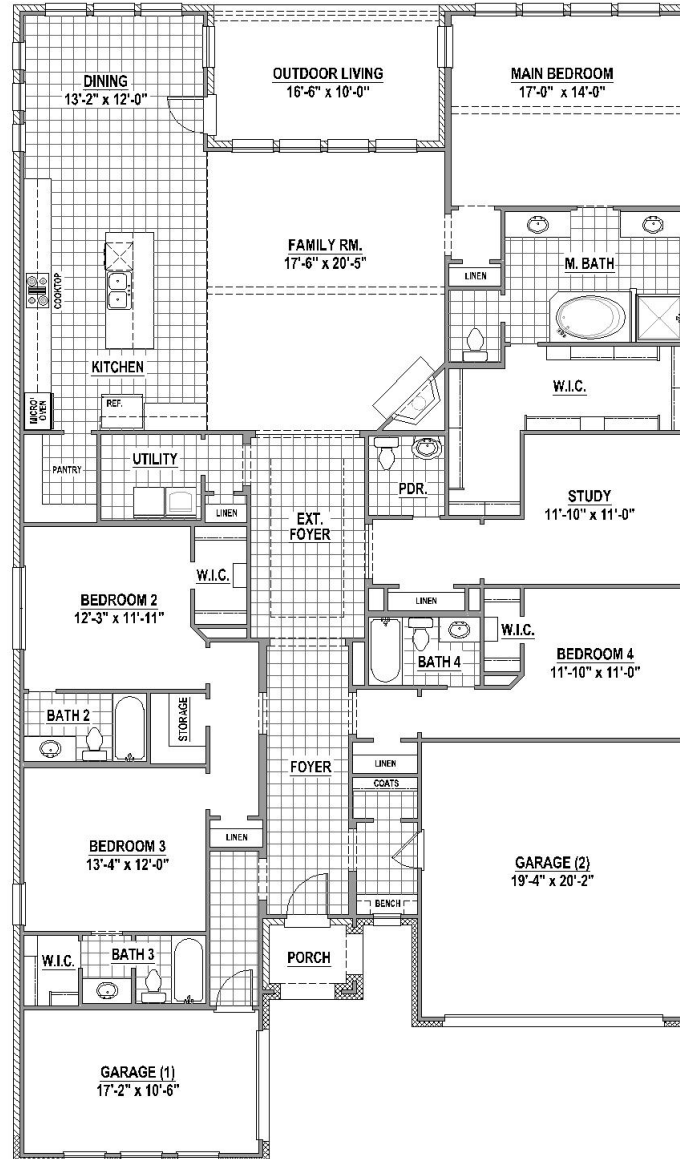 DINING
13'-2" x 12'-0"
OUTDOOR LIVING
16'-6" x 10'-0"
MAIN BEDROOM
17'-0" x 14'-0"
FAMILY RM.
17'-6" x 20'-5"
LINEN
M. BATH
COOKTOP
KITCHEN
MICRO/
OVEN
REF.
W.I.C.
PANTRY
UTILITY
LINEN
EXT.
FOYER
PDR.
STUDY
11'-10" x 11'-0"
LINEN
BEDROOM 2
12'-3" x 11'-11"
W.I.C.
BATH 4
W.I.C.
BEDROOM 4
11'-10" x 11'-0"
BATH 2
STORAGE
FOYER
LINEN
COATS
BEDROOM 3
13'-4" x 12'-0"
LINEN
GARAGE (2)
19'-4" x 20'-2"
BENCH
W.I.C.
BATH 3
PORCH
GARAGE (1)
17'-2" x 10'-6"